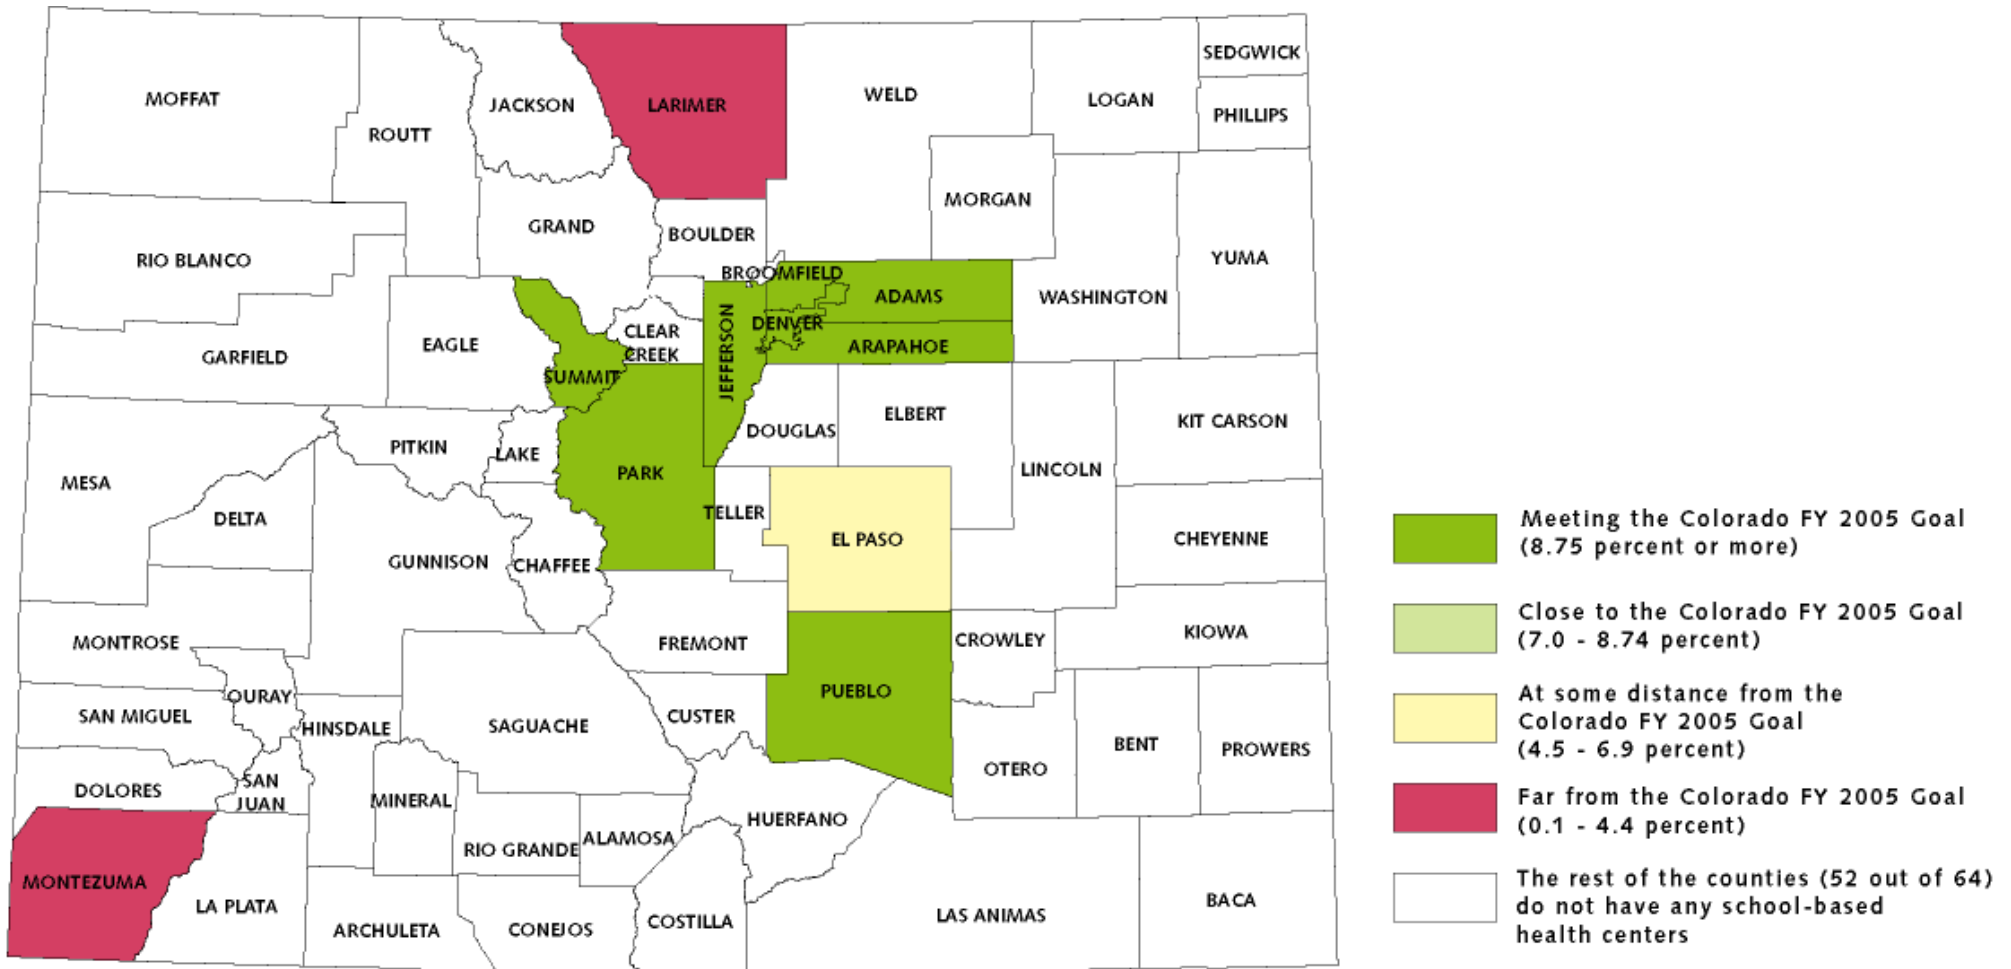 MOFFAT
ROUTT
JACKSON
LARIMER
WELD
LOGAN
SEDGWICK
PHILLIPS
MORGAN
GRAND
BOULDER
RIO BLANCO
YUMA
BROOMFIELD
ADAMS
WASHINGTON
DENVER
CLEAR
CREEK
ARAPAHOE
JEFFERSON
EAGLE
GARFIELD
SUMMIT
ELBERT
DOUGLAS
KIT CARSON
PITKIN
LAKE
PARK
LINCOLN
MESA
DELTA
TELLER
EL PASO
CHEYENNE
GUNNISON
CHAFFEE
MONTROSE
FREMONT
CROWLEY
KIOWA
OURAY
PUEBLO
SAN MIGUEL
HINSDALE
SAGUACHE
CUSTER
BENT
PROWERS
OTERO
DOLORES
SAN
JUAN
MINERAL
HUERFANO
ALAMOSA
RIO GRANDE
MONTEZUMA
LA PLATA
ARCHULETA
CONEJOS
COSTILLA
LAS ANIMAS
BACA
Meeting the Colorado FY 2005 Goal
(8.75 percent or more)
Close to the Colorado FY 2005 Goal
(7.0 - 8.74 percent)
At some distance from the
Colorado FY 2005 Goal
(4.5 - 6.9 percent)
Far from the Colorado FY 2005 Goal
(0.1 - 4.4 percent)
The rest of the counties (52 out of 64)
do not have any school-based
health centers